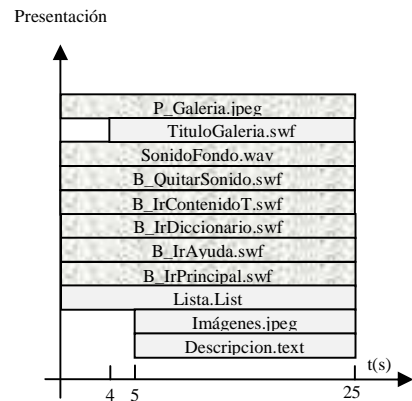 Presentación
P_Galeria.jpeg
TituloGaleria.swf
SonidoFondo.wav
B_QuitarSonido.swf
B_IrContenidoT.swf
B_IrDiccionario.swf
B_IrAyuda.swf
B_IrPrincipal.swf
Lista.List
Imágenes.jpeg
Descripcion.text
t(s)
4 5 25